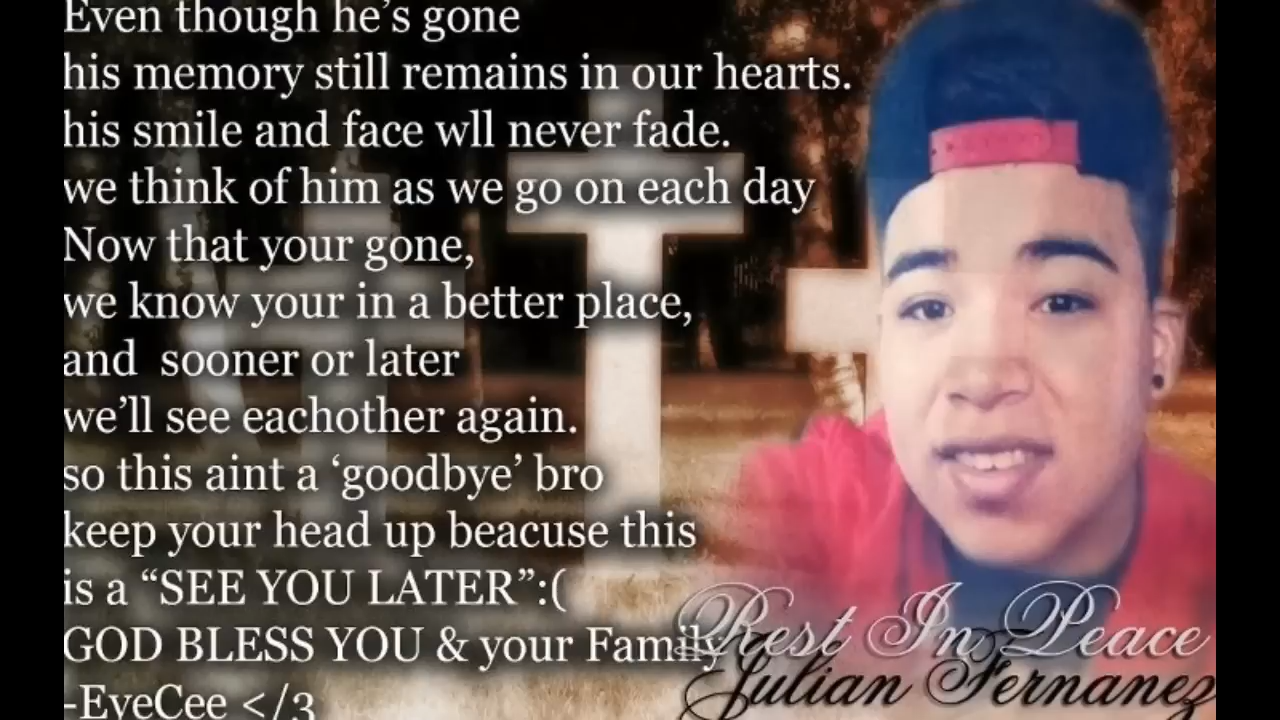 Even though he’s gone
his memory still remains in our hearts.
his smile and face wll never fade.
we think of him as we go on each day
Now that your gone,
we know your in a better place,
and  sooner or later
we’ll see eachother again.
so this aint a ‘goodbye’ bro
keep your head up beacuse this
is a “SEE YOU LATER”:(
GOD BLESS YOU & your Family
-EyeCee </3
Rest In Peace
Julian Fernanez